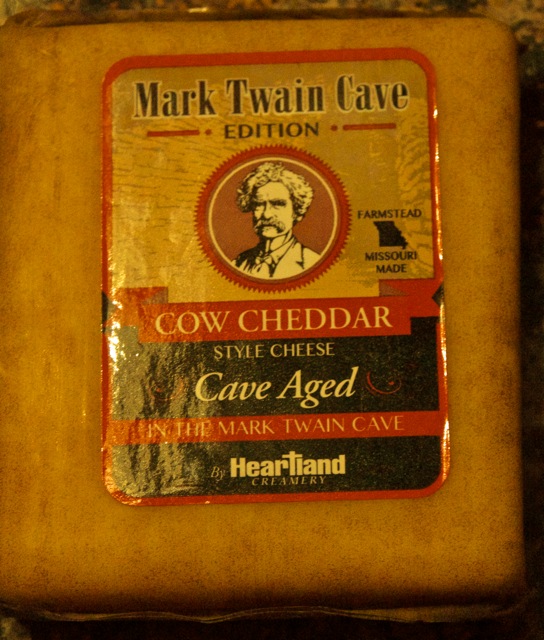 Mark Twain Cave
EDITION
FARMSTEAD
MISSOURI
MADE
COW CHEDDAR
STYLE CHEESE
Cave Aged
IN THE MARK TWAIN CAVE
By Heartland
CREAMERY